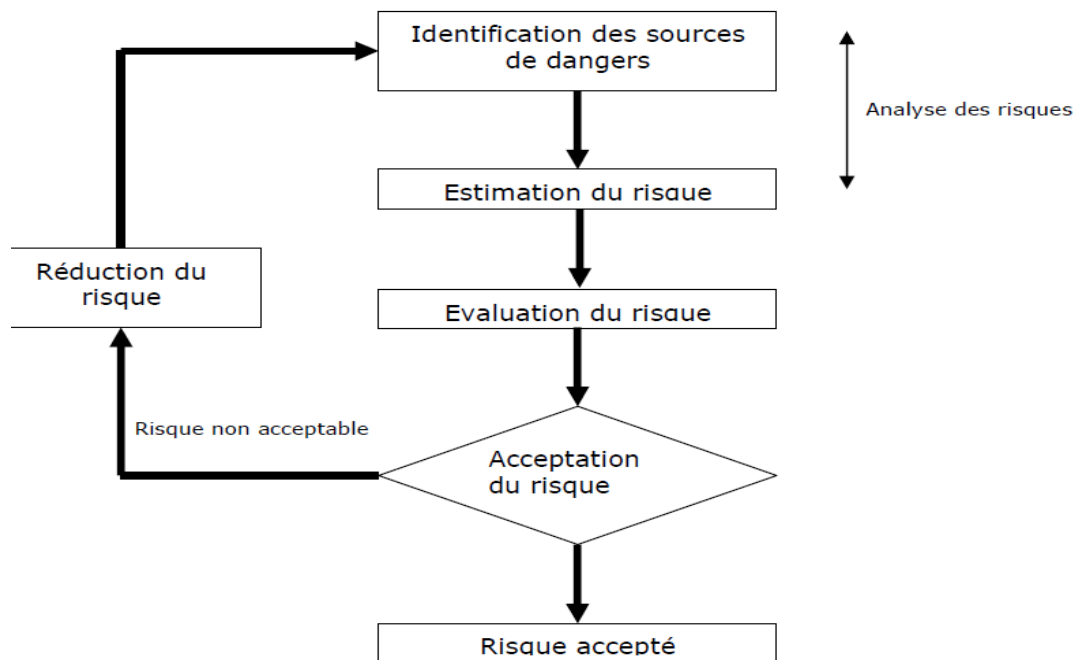 Identification des sources
de dangers
Analyse des risques
Estimation du risque
Réduction du
risque
Evaluation du risque
Risque non acceptable
Acceptation
du risque
Risque accepté